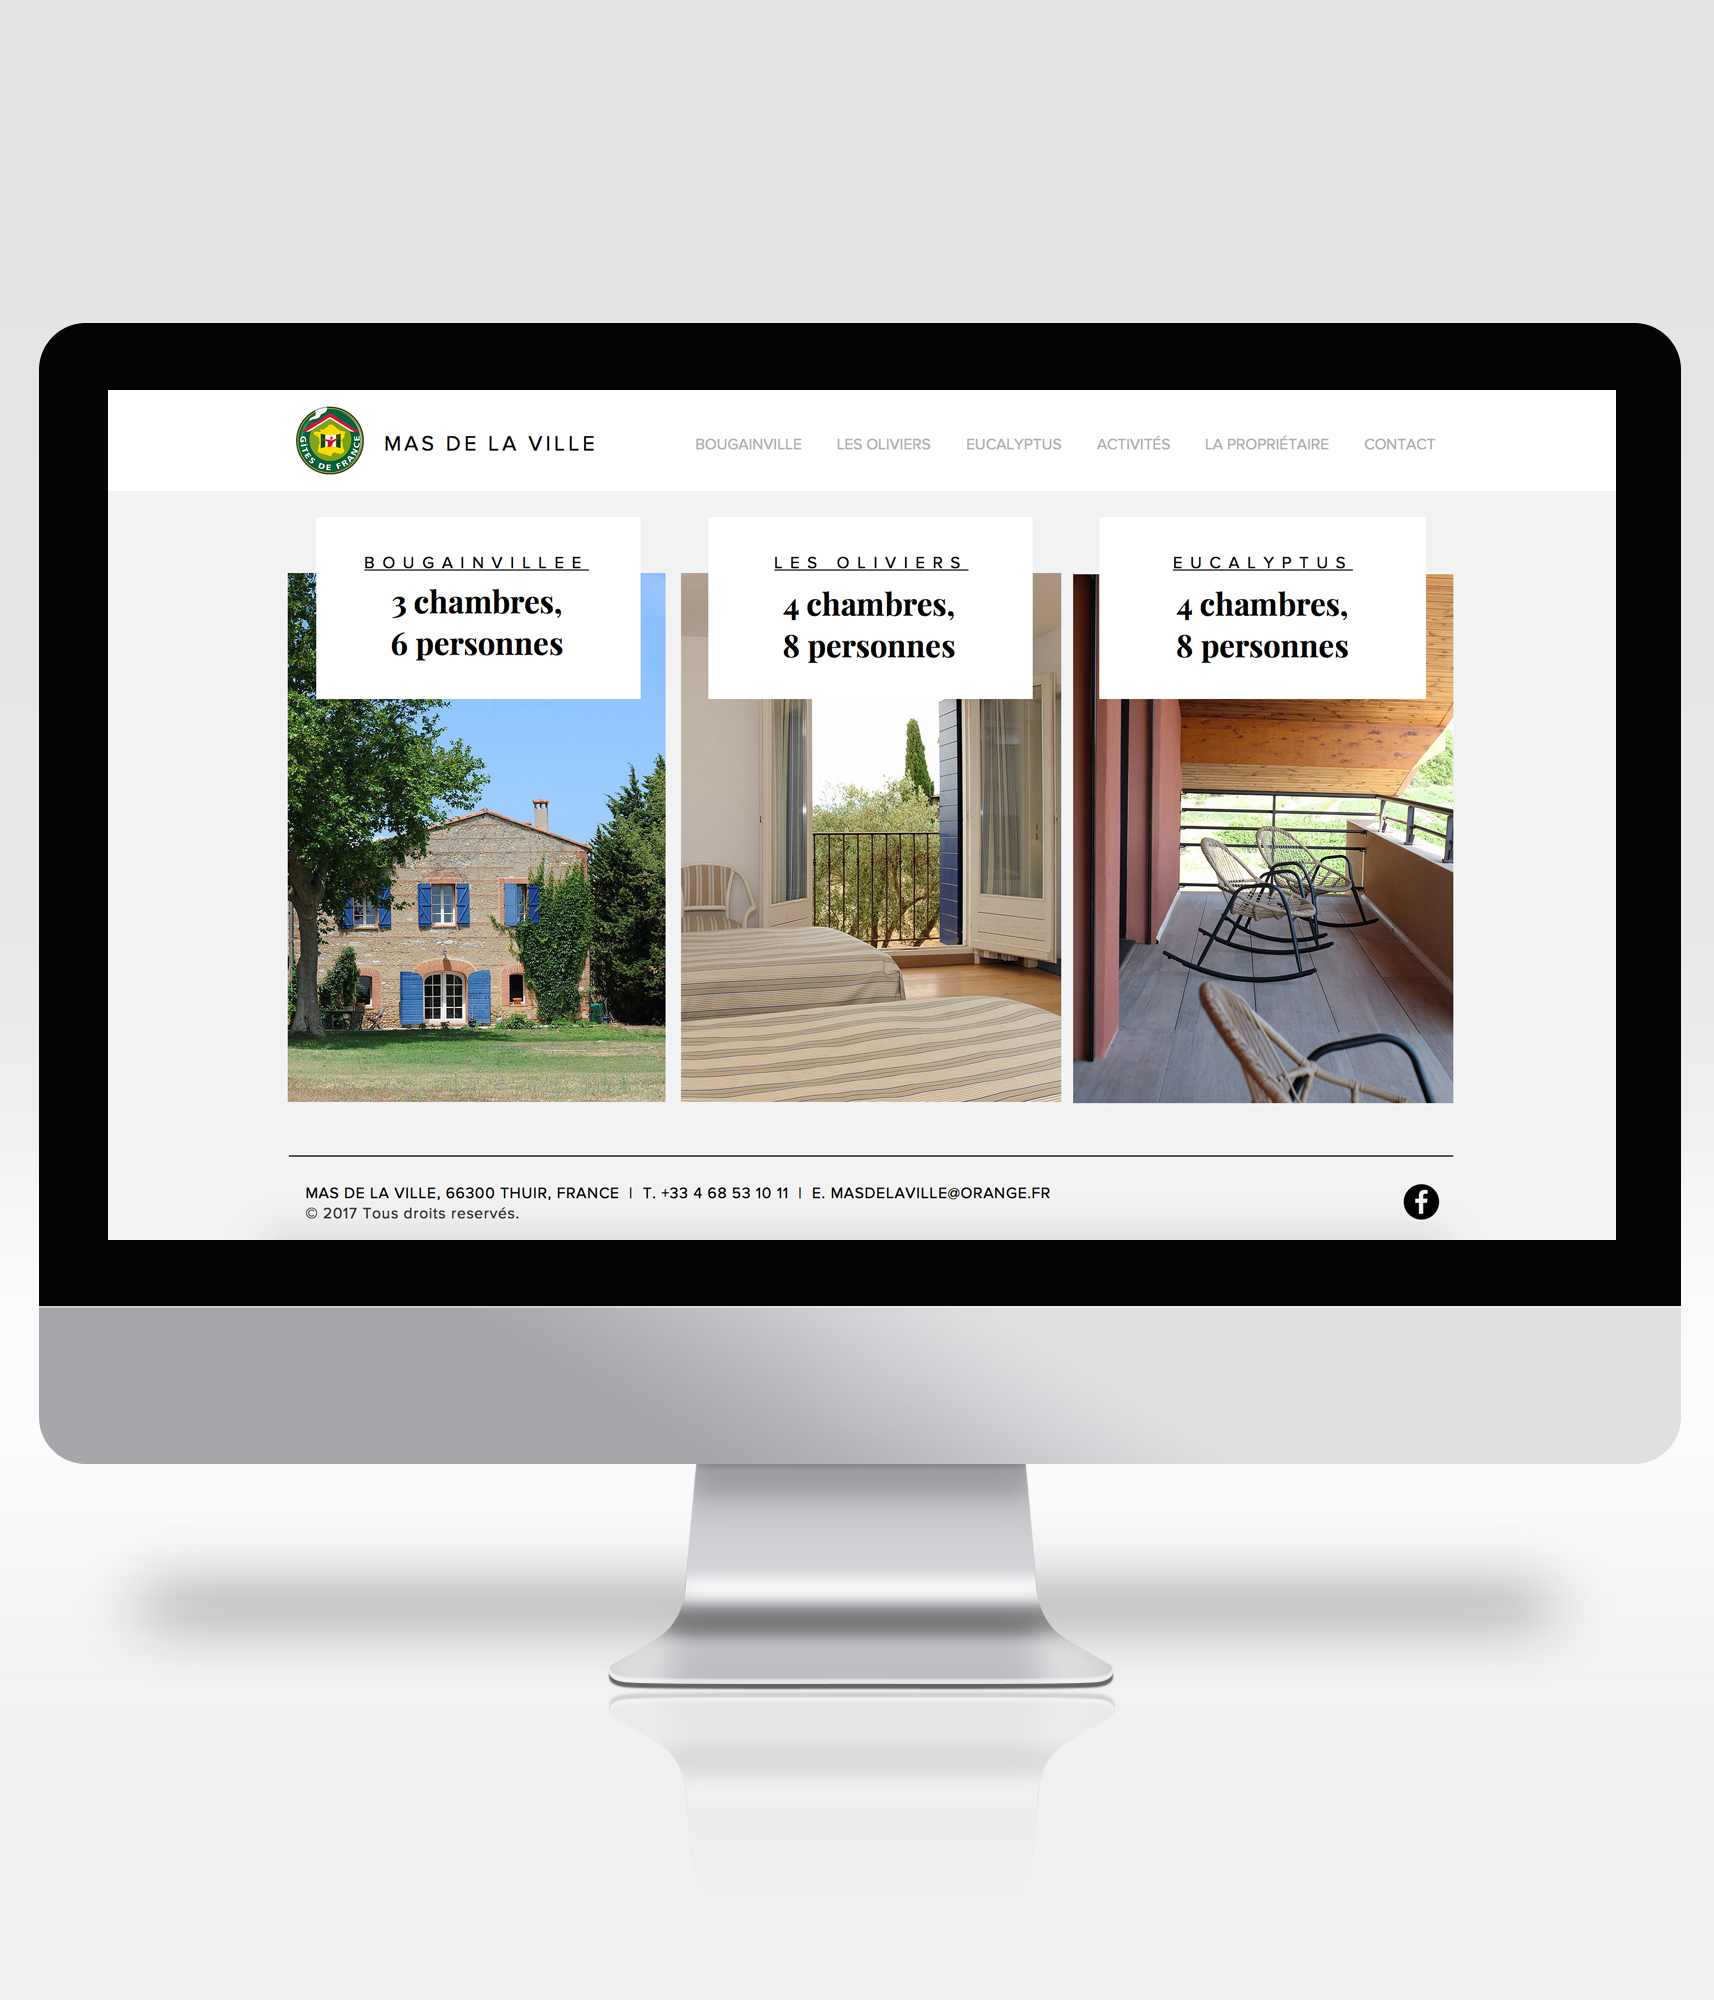 GÎTES DE FRANCE
MAS DE LA VILLE
BOUGAINVILLE
LES OLIVIERS
EUCALYPTUS
ACTIVITÉS
LA PROPRIÉTAIRE
CONTACT
BOUGAINVILLEE
3 chambres,
6 personnes
LES OLIVIERS
4 chambres,
8 personnes
EUCALYPTUS
4 chambres,
8 personnes
MAS DE LA VILLE, 66300 THUIR, FRANCE | T. +33 4 68 53 10 11 | E. MASDELAVILLE@ORANGE.FR
© 2017 Tous droits reservés.